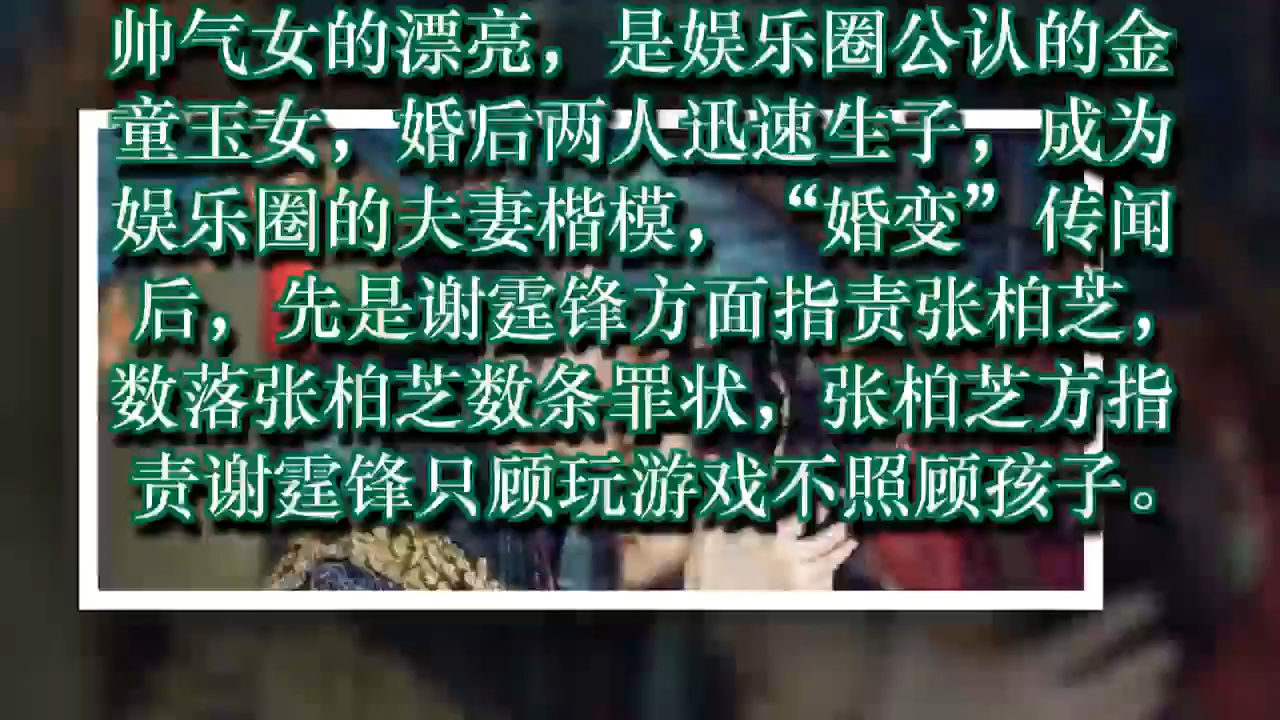 帅气女的漂亮，是娱乐圈公认的金
童玉女，婚后两人迅速生子，成为
娱乐圈的夫妻楷模，“婚变”传闻
后，先是谢霆锋方面指责张柏芝，
数落张柏芝数条罪状，张柏芝方指
责谢霆锋只顾玩游戏不照顾孩子。